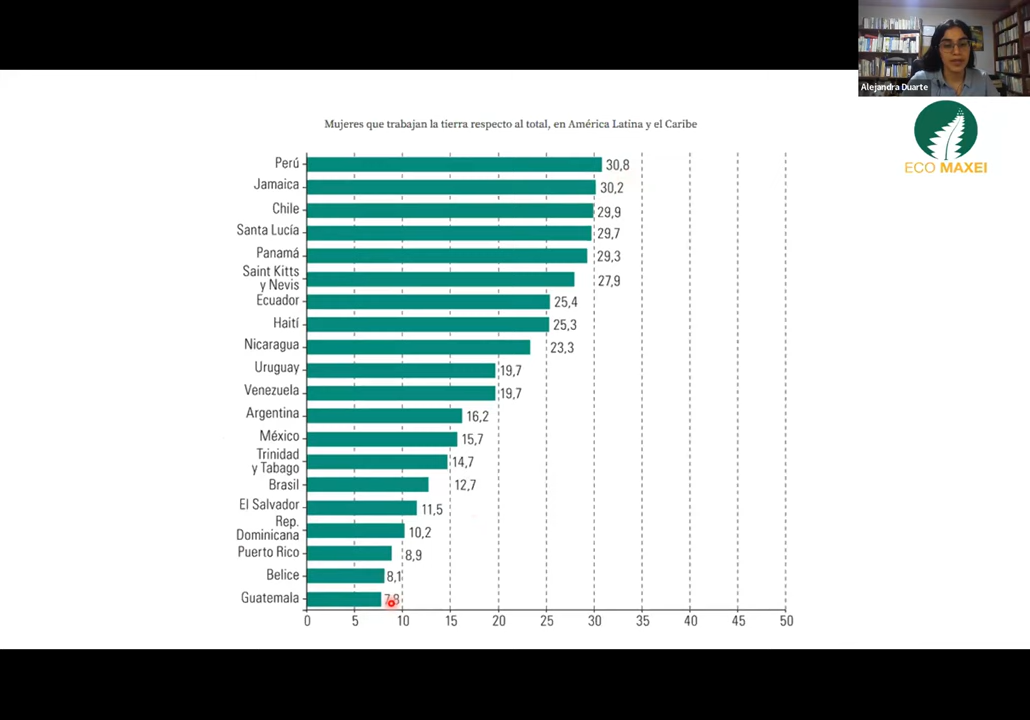 Alejandra Duarte
ECO MAXEI
Mujeres que trabajan la tierra respecto al total, en América Latina y el Caribe
Perú 30,8
Jamaica 30,2
Chile 29,9
Santa Lucía 29,7
Panamá 29,3
Saint Kitts
y Nevis 27,9
Ecuador 25,4
Haití 25,3
Nicaragua 23,3
Uruguay 19,7
Venezuela 19,7
Argentina 16,2
México 15,7
Trinidad
y Tabago 14,7
Brasil 12,7
El Salvador 11,5
Rep.
Dominicana 10,2
Puerto Rico 8,9
Belice 8,1
Guatemala
0 5 10 15 20 25 30 35 40 45 50